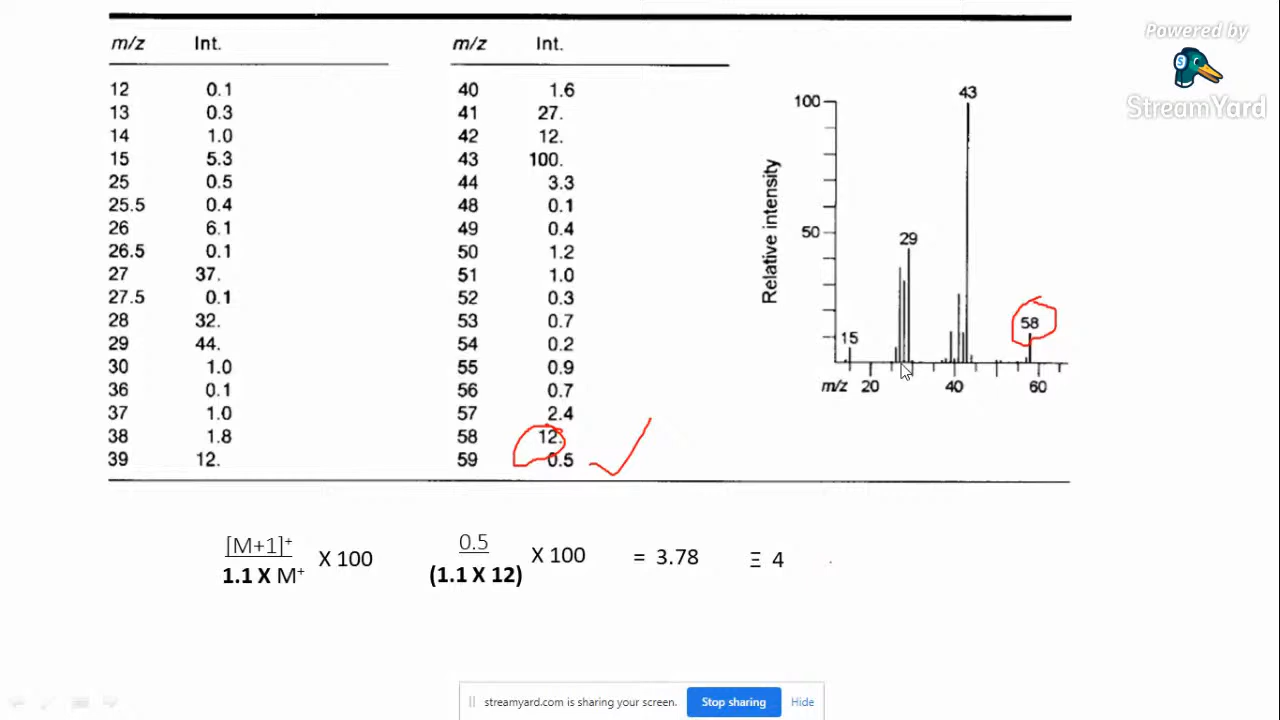 m/z Int. m/z Int.
Powered by
StreamYard
12 0.1 40 1.6
13 0.3 41 27.
14 1.0 42 12.
15 5.3 43 100.
25 0.5 44 3.3
25.5 0.4 48 0.1
26 6.1 49 0.4
26.5 0.1 50 1.2
27 37. 51 1.0
27.5 0.1 52 0.3
28 32. 53 0.7
29 44. 54 0.2
30 1.0 55 0.9
36 0.1 56 0.7
37 1.0 57 2.4
38 1.8 58 12.
39 12. 59 0.5
43
100
29
50
Relative intensity
58
15
m/z 20 40 60
[M+1]+ X 100 0.5 X 100 = 3.78 Ξ 4
1.1 X M+ (1.1 X 12)
streamyard.com is sharing your screen. Stop sharing Hide